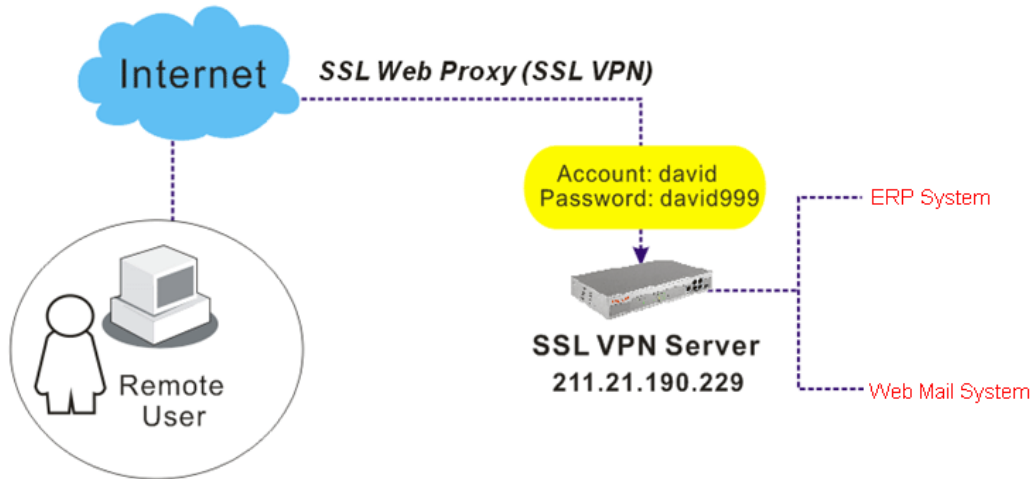 Internet
SSL Web Proxy (SSL VPN)
Account: david
Password: david999
ERP System
SSL VPN Server
211.21.190.229
Remote
User
Web Mail System